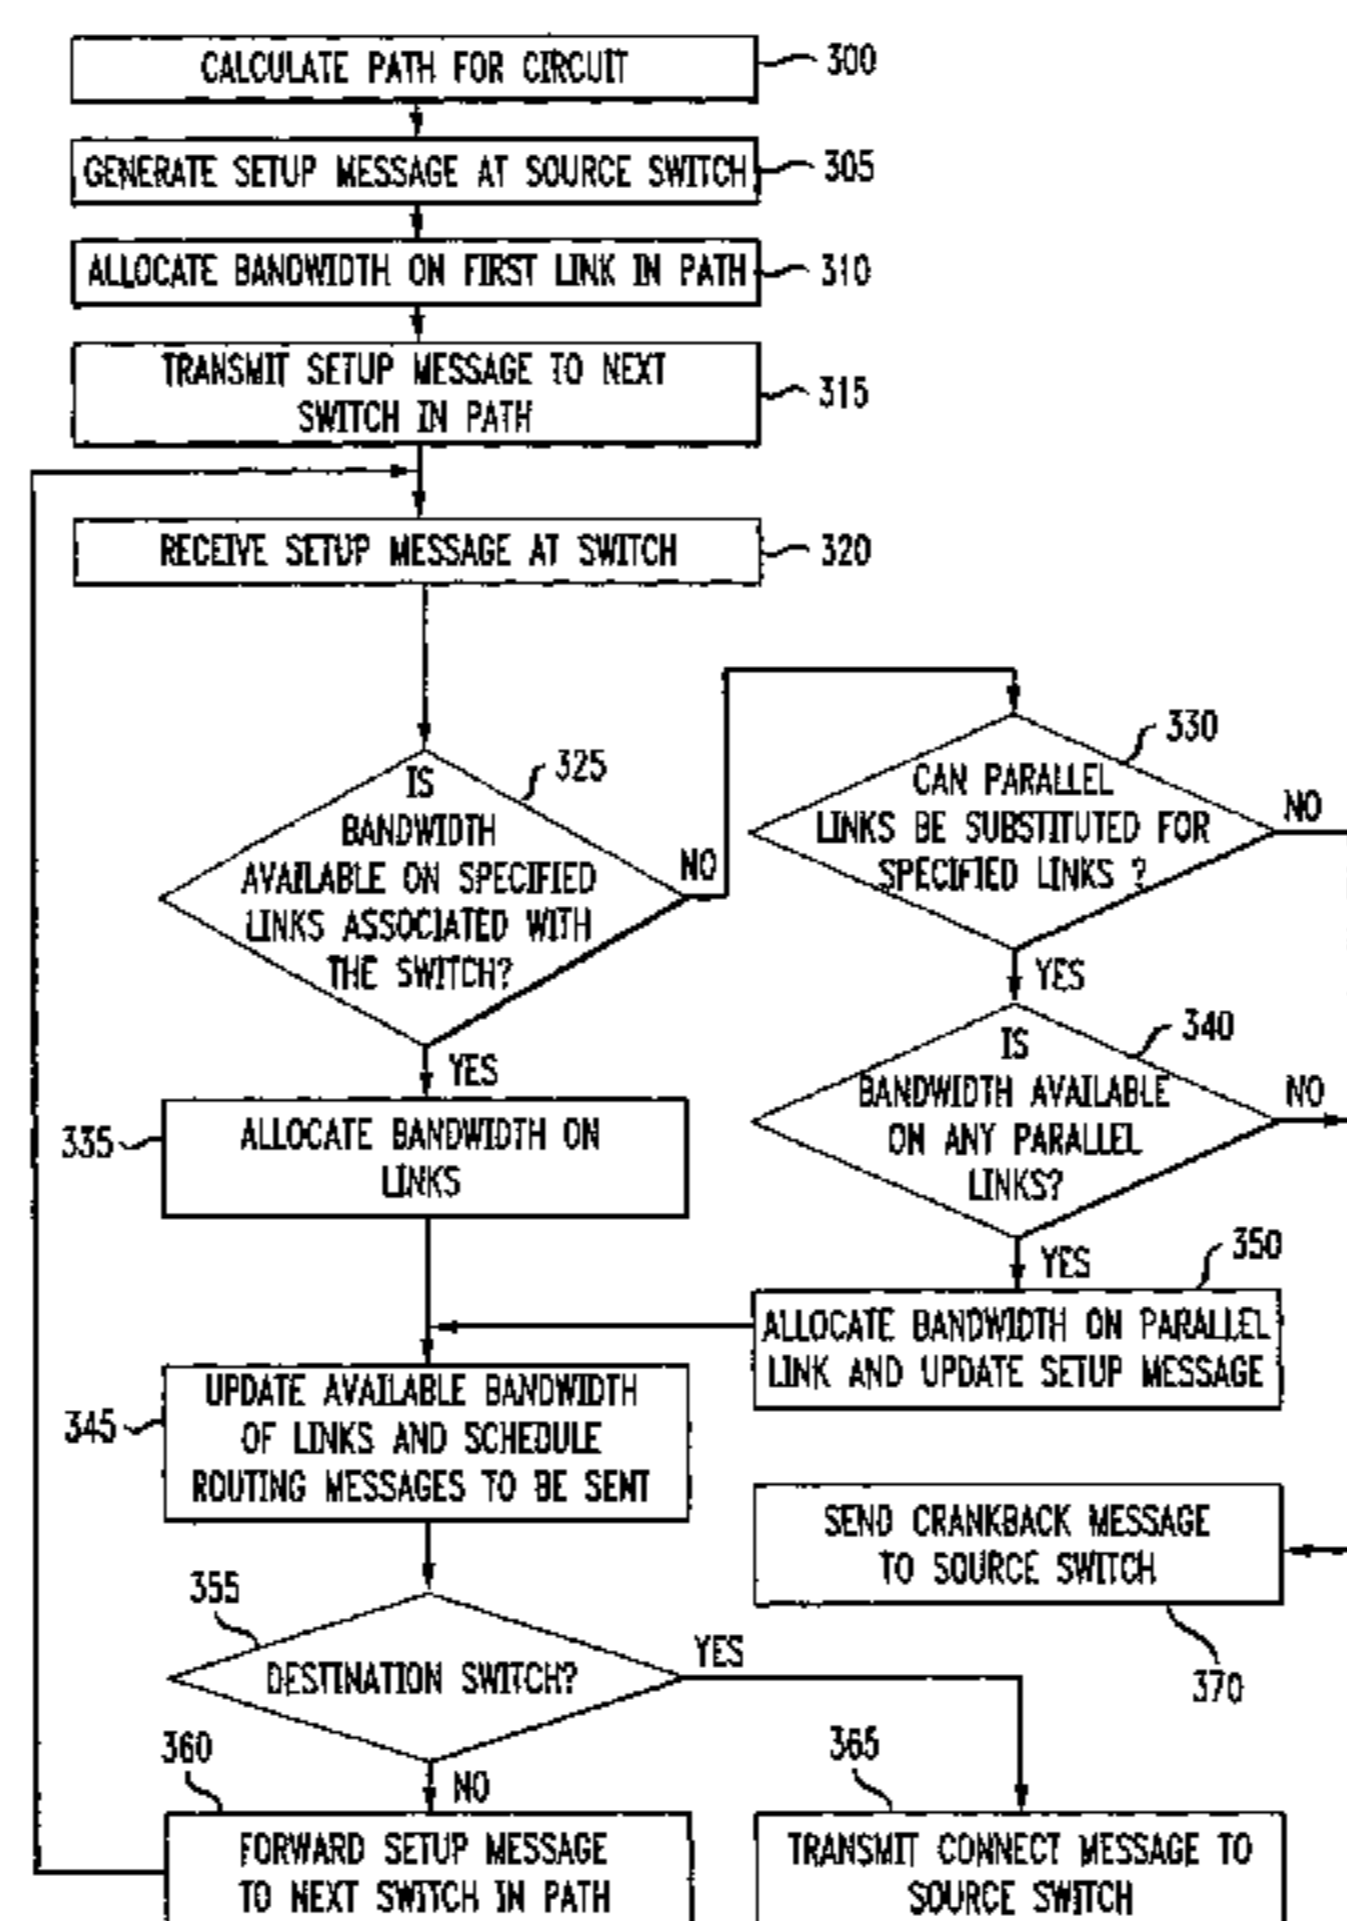 CALCULATE PATH FOR CIRCUIT
300
GENERATE SETUP MESSAGE AT SOURCE SWITCH
305
ALLOCATE BANDWIDTH ON FIRST LINK IN PATH
310
TRANSMIT SETUP MESSAGE TO NEXT
SWITCH IN PATH
315
RECEIVE SETUP MESSAGE AT SWITCH
320
IS
BANDWIDTH
AVAILABLE ON SPECIFIED
LINKS ASSOCIATED WITH
THE SWITCH?
325
NO
YES
CAN PARALLEL
LINKS BE SUBSTITUTED FOR
SPECIFIED LINKS ?
330
NO
YES
335
ALLOCATE BANDWIDTH ON
LINKS
IS
BANDWIDTH AVAILABLE
ON ANY PARALLEL
LINKS?
340
NO
YES
350
ALLOCATE BANDWIDTH ON PARALLEL
LINK AND UPDATE SETUP MESSAGE
345
UPDATE AVAILABLE BANDWIDTH
OF LINKS AND SCHEDULE
ROUTING MESSAGES TO BE SENT
SEND CRANKBACK MESSAGE
TO SOURCE SWITCH
370
355
DESTINATION SWITCH?
YES
NO
360
FORWARD SETUP MESSAGE
TO NEXT SWITCH IN PATH
365
TRANSMIT CONNECT MESSAGE TO
SOURCE SWITCH